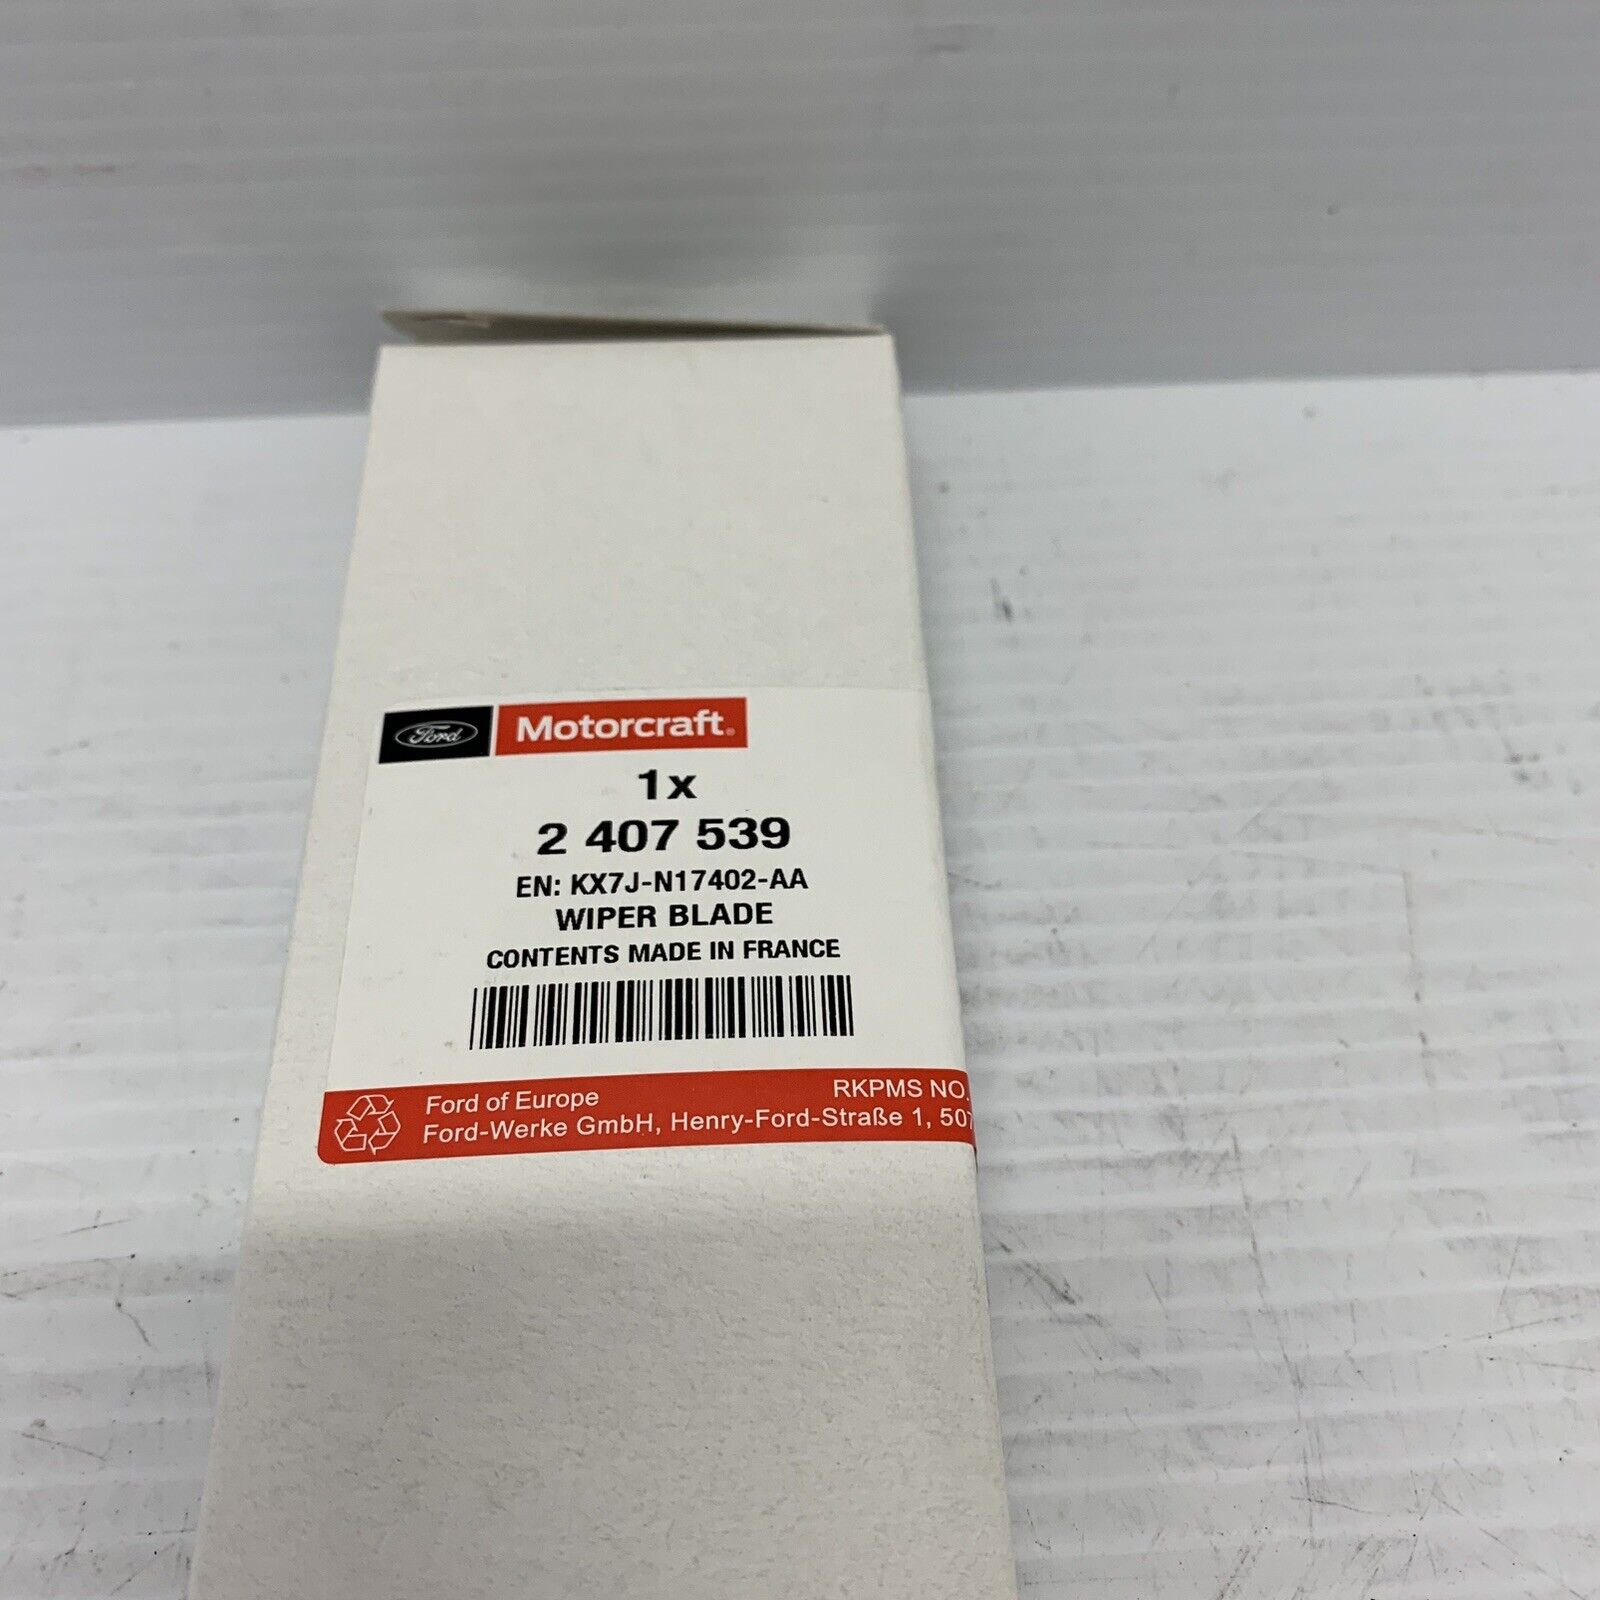 Ford Motorcraft®
1x
2 407 539
EN: KX7J-N17402-AA
WIPER BLADE
CONTENTS MADE IN FRANCE
Ford of Europe RKPMS NO.
Ford-Werke GmbH, Henry-Ford-Straße 1, 507